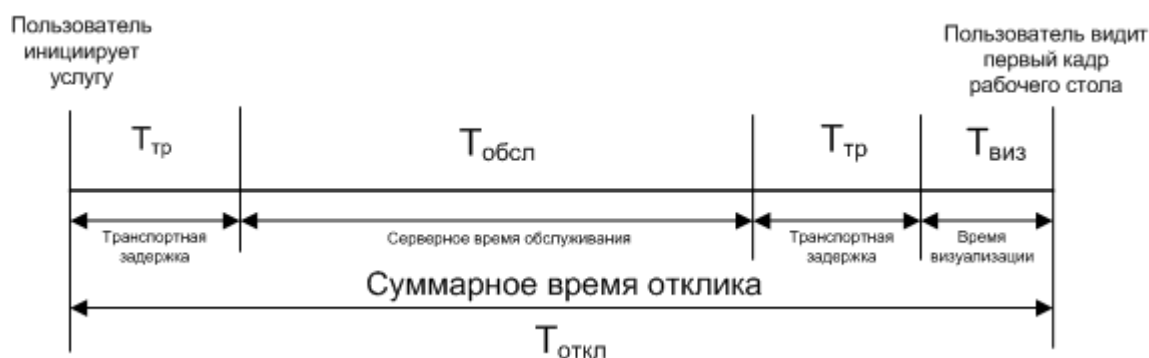 Пользователь
инициирует
услугу
Пользователь видит
первый кадр
рабочего стола
Tтр
Tобсл
Tтр
Tвиз
Транспортная
задержка
Серверное время обслуживания
Транспортная
задержка
Время
визуализации
Суммарное время отклика
Tоткл